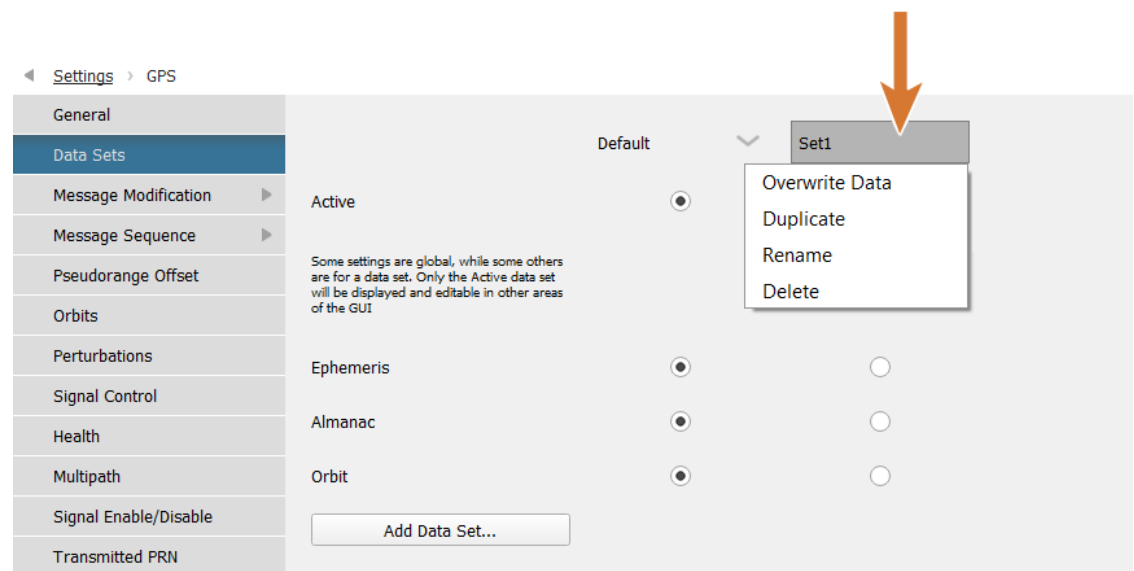 Settings > GPS
General
Data Sets
Message Modification
Message Sequence
Pseudorange Offset
Orbits
Perturbations
Signal Control
Health
Multipath
Signal Enable/Disable
Transmitted PRN
Default
Set1
Overwrite Data
Duplicate
Rename
Delete
Active
Some settings are global, while some others
are for a data set. Only the Active data set
will be displayed and editable in other areas
of the GUI
Ephemeris
Almanac
Orbit
Add Data Set...